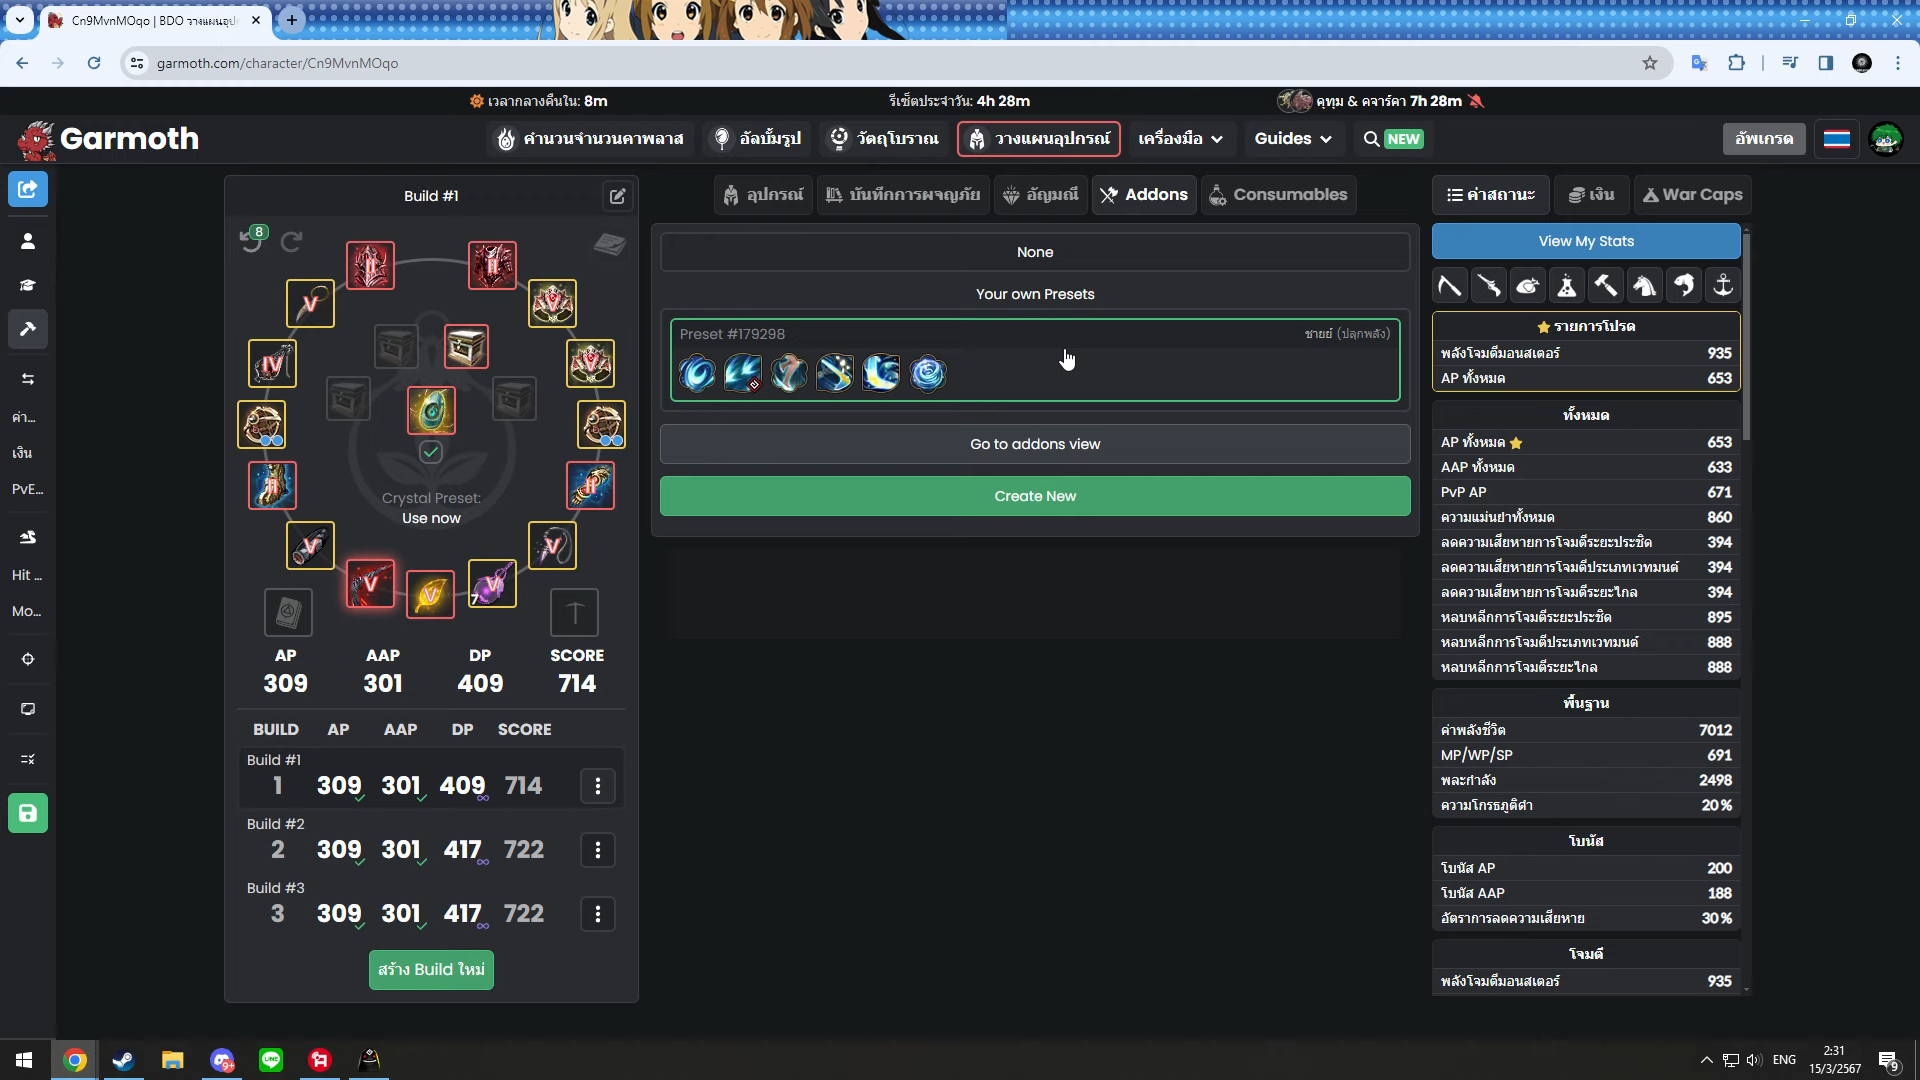 Cn9MvnMOqo | BDO วางแผนอุป
garmoth.com/character/Cn9MvnMOqo
เวลากลางคืนใน: 8m
รีเซ็ตประจำวัน: 4h 28m
คุทุม & คจาร์คา 7h 28m
Garmoth
คำนวนจำนวนคาพลาส
อัลบั้มรูป
วัตถุโบราณ
วางแผนอุปกรณ์
เครื่องมือ
Guides
NEW
อัพเกรด
Build #1
อุปกรณ์
บันทึกการผจญภัย
อัญมณี
Addons
Consumables
ค่าสถานะ
เงิน
War Caps
8
None
Your own Presets
Preset #179298
ชายย์ (ปลุกพลัง)
Go to addons view
Create New
View My Stats
รายการโปรด
พลังโจมตีมอนสเตอร์ 935
AP ทั้งหมด 653
ทั้งหมด
AP ทั้งหมด 653
AAP ทั้งหมด 633
PvP AP 671
ความแม่นยำทั้งหมด 860
ลดความเสียหายการโจมตีระยะประชิด 394
ลดความเสียหายการโจมตีประเภทเวทมนต์ 394
ลดความเสียหายการโจมตีระยะไกล 394
หลบหลีกการโจมตีระยะประชิด 895
หลบหลีกการโจมตีประเภทเวทมนต์ 888
หลบหลีกการโจมตีระยะไกล 888
พื้นฐาน
ค่าพลังชีวิต 7012
MP/WP/SP 691
พละกำลัง 2498
ความโกรธภูติดำ 20%
โบนัส
โบนัส AP 200
โบนัส AAP 188
อัตราการลดความเสียหาย 30%
โจมตี
พลังโจมตีมอนสเตอร์ 935
ค่า...
เงิน
PvE...
Hit ...
Mo...
II
II
V
IV
II
II
V
V
V
V
V
7
Crystal Preset:
Use now
AP AAP DP SCORE
309 301 409 714
BUILD AP AAP DP SCORE
Build #1
1 309 301 409 714
Build #2
2 309 301 417 722
Build #3
3 309 301 417 722
สร้าง Build ใหม่
9+
ENG
2:31
15/3/2567
9